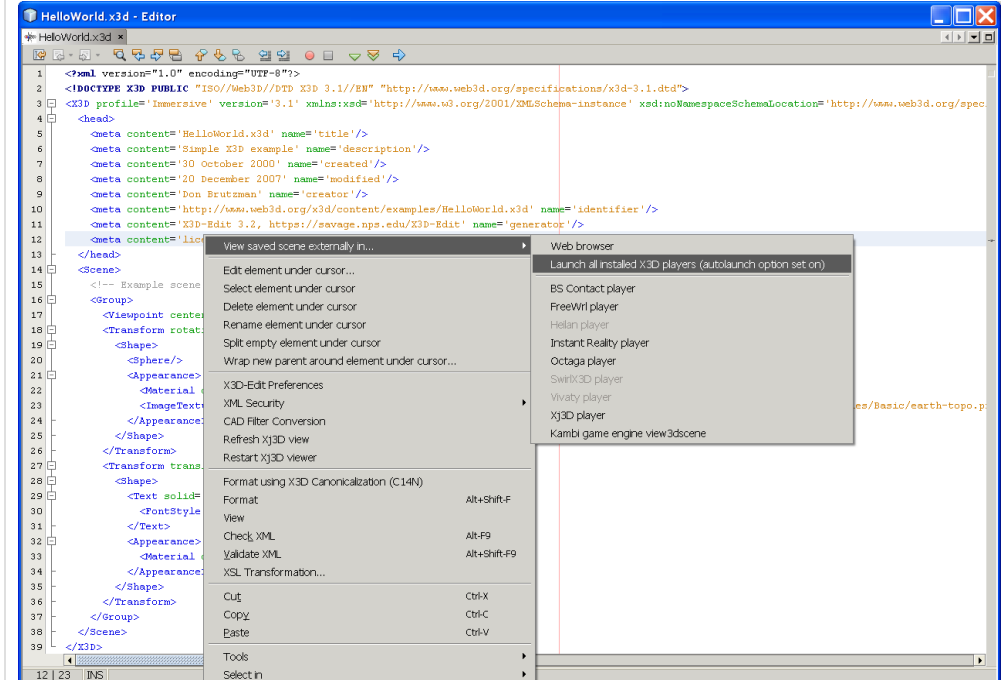 HelloWorld.x3d - Editor
HelloWorld.x3d
1 <?xml version="1.0" encoding="UTF-8"?>
2 <!DOCTYPE X3D PUBLIC "ISO//Web3D//DTD X3D 3.1//EN" "http://www.web3d.org/specifications/x3d-3.1.dtd">
3 <X3D profile='Immersive' version='3.1' xmlns:xsd='http://www.w3.org/2001/XMLSchema-instance' xsd:noNamespaceSchemaLocation='http://www.web3d.org/spec
4 <head>
5 <meta content='HelloWorld.x3d' name='title'/>
6 <meta content='Simple X3D example' name='description'/>
7 <meta content='30 October 2000' name='created'/>
8 <meta content='20 December 2007' name='modified'/>
9 <meta content='Don Brutzman' name='creator'/>
10 <meta content='http://www.web3d.org/x3d/content/examples/HelloWorld.x3d' name='identifier'/>
11 <meta content='X3D-Edit 3.2, https://savage.nps.edu/X3D-Edit' name='generator'/>
12 <meta content='lice
13 </head>
14 <Scene>
15 <!-- Example scene
16 <Group>
17 <Viewpoint center
18 <Transform rotati
19 <Shape>
20 <Sphere/>
21 <Appearance>
22 <Material
23 <ImageText es/Basic/earth-topo.p
24 </Appearance
25 </Shape>
26 </Transform>
27 <Transform trans
28 <Shape>
29 <Text solid=
30 <FontStyle
31 </Text>
32 <Appearance>
33 <Material
34 </Appearance
35 </Shape>
36 </Transform>
37 </Group>
38 </Scene>
39 </X3D>
View saved scene externally in...
Edit element under cursor...
Select element under cursor
Delete element under cursor
Rename element under cursor
Split empty element under cursor
Wrap new parent around element under cursor...
X3D-Edit Preferences
XML Security
CAD Filter Conversion
Refresh Xj3D view
Restart Xj3D viewer
Format using X3D Canonicalization (C14N)
Format Alt+Shift-F
View
Check XML Alt-F9
Validate XML Alt+Shift-F9
XSL Transformation...
Cut Ctrl-X
Copy Ctrl-C
Paste Ctrl-V
Tools
Select in
Web browser
Launch all installed X3D players (autolaunch option set on)
BS Contact player
FreeWrl player
Heilan player
Instant Reality player
Octaga player
SwirlX3D player
Vivaty player
Xj3D player
Kambi game engine view3dscene
12 | 23 INS